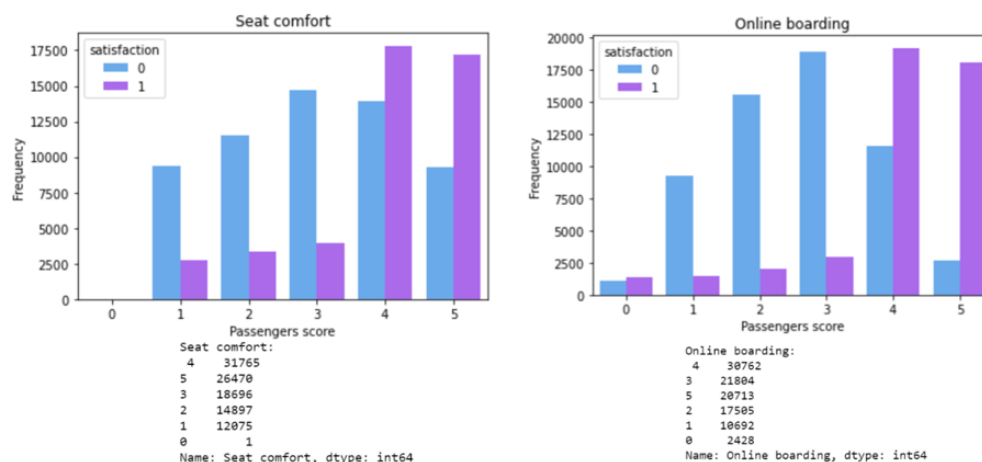 Seat comfort
satisfaction
0
1
17500
15000
12500
10000
7500
5000
2500
0
Frequency
0 1 2 3 4 5
Passengers score
Seat comfort:
4 31765
5 26470
3 18696
2 14897
1 12075
0 1
Name: Seat comfort, dtype: int64
Online boarding
satisfaction
0
1
20000
17500
15000
12500
10000
7500
5000
2500
0
Frequency
0 1 2 3 4 5
Passengers score
Online boarding:
4 30762
3 21804
5 20713
2 17505
1 10692
0 2428
Name: Online boarding, dtype: int64